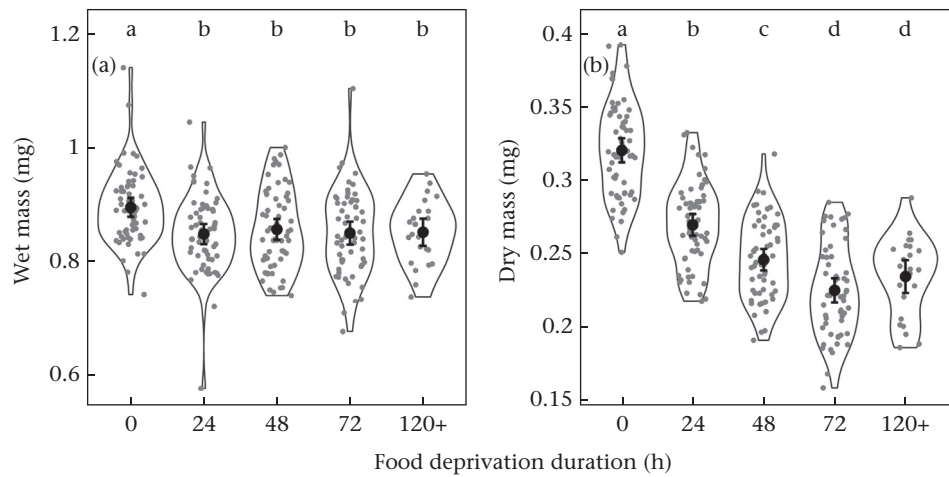 a b b b b
(a)
Wet mass (mg)
1.2
1
0.8
0.6
0 24 48 72 120+
a b c d d
(b)
Dry mass (mg)
0.4
0.35
0.3
0.25
0.2
0.15
0 24 48 72 120+
Food deprivation duration (h)